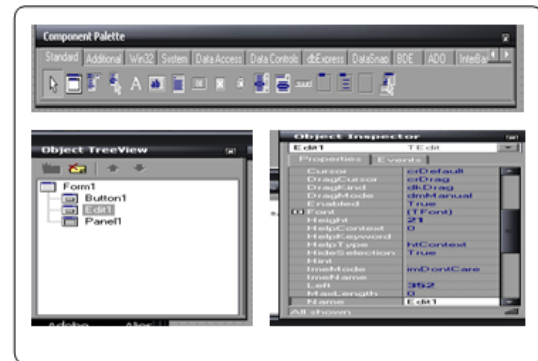 Component Palette
Standard Additional Win32 System Data Access Data Controls dbExpress DataSnap BDE ADO InterBas
Object TreeView
Form1
Button1
Edit1
Panel1
Object Inspector
Edit1 TEdit
Properties Events
Cursor crDefault
DragCursor crDrag
DragKind dkDrag
DragMode dmManual
Enabled True
Font (TFont)
Height 21
HelpContext 0
HelpKeyword
HelpType htContext
HideSelection True
Hint
ImeMode imDontCare
ImeName
Left 352
MaxLength 0
Name Edit1
All shown